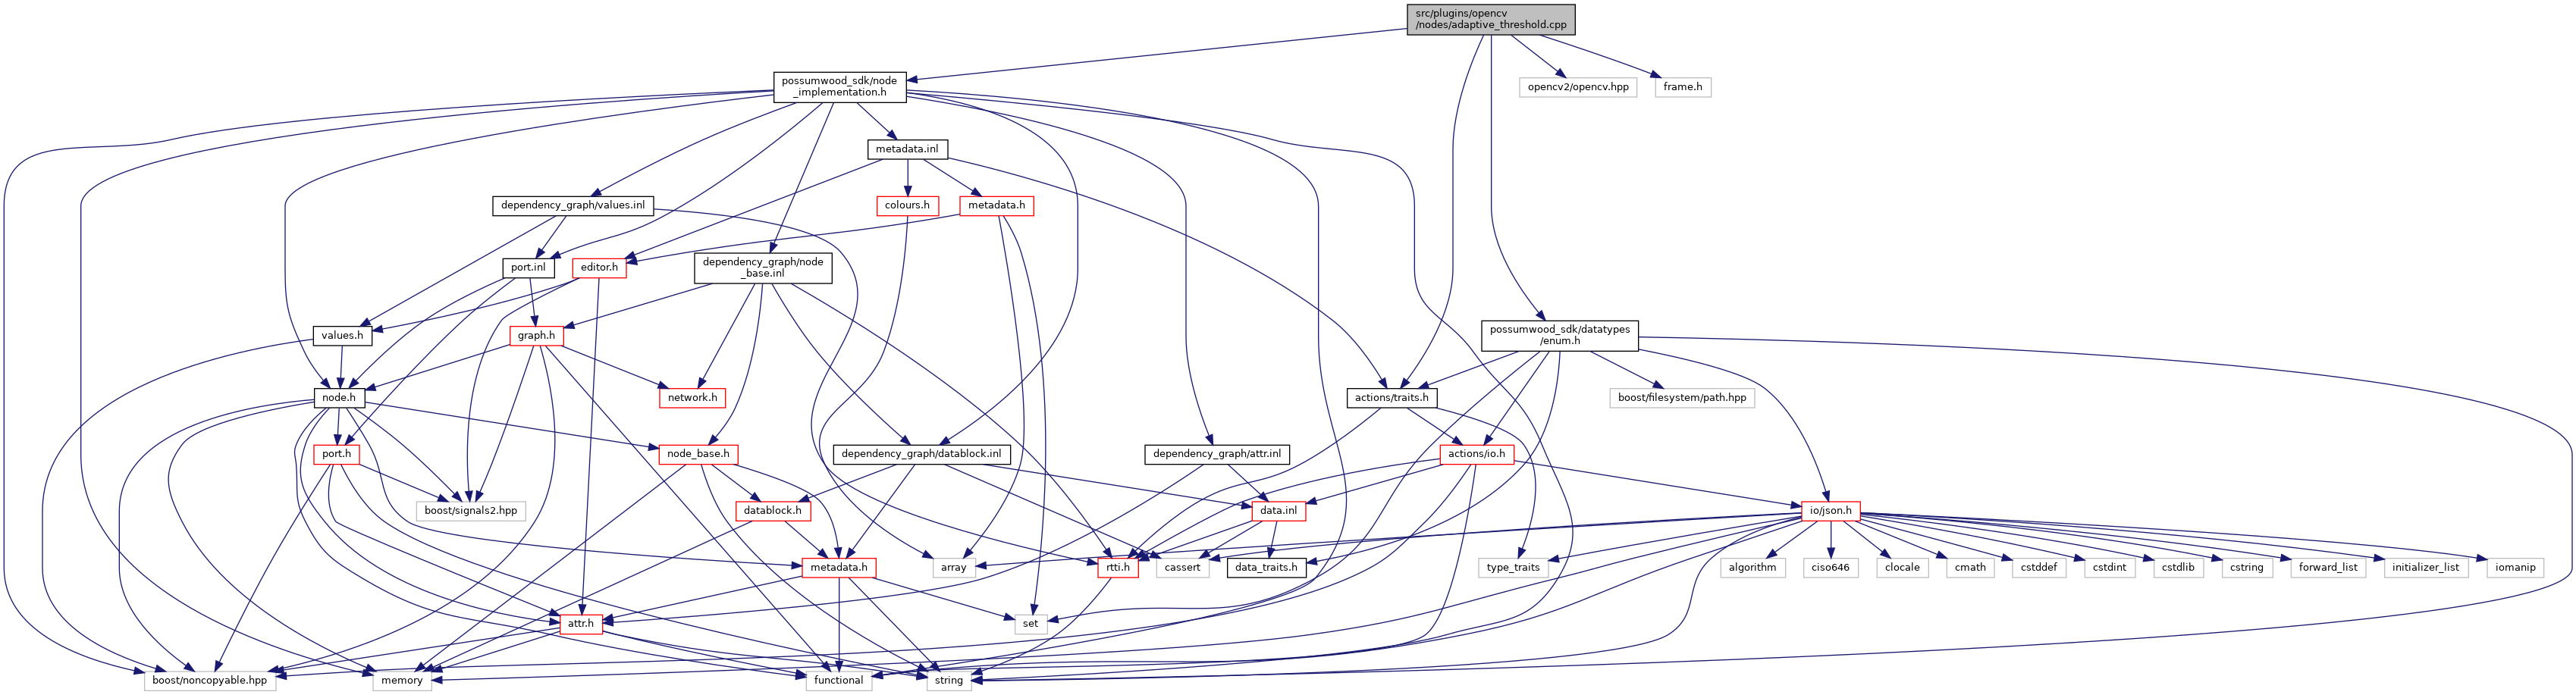 src/plugins/opencv
/nodes/adaptive_threshold.cpp
possumwood_sdk/node
_implementation.h
opencv2/opencv.hpp
frame.h
metadata.inl
dependency_graph/values.inl
colours.h
metadata.h
port.inl
editor.h
dependency_graph/node
_base.inl
values.h
graph.h
possumwood_sdk/datatypes
/enum.h
node.h
network.h
actions/traits.h
boost/filesystem/path.hpp
port.h
node_base.h
dependency_graph/datablock.inl
dependency_graph/attr.inl
actions/io.h
boost/signals2.hpp
datablock.h
data.inl
io/json.h
metadata.h
array
rtti.h
cassert
data_traits.h
type_traits
algorithm
ciso646
clocale
cmath
cstddef
cstdint
cstdlib
cstring
forward_list
initializer_list
iomanip
attr.h
set
boost/noncopyable.hpp
memory
functional
string